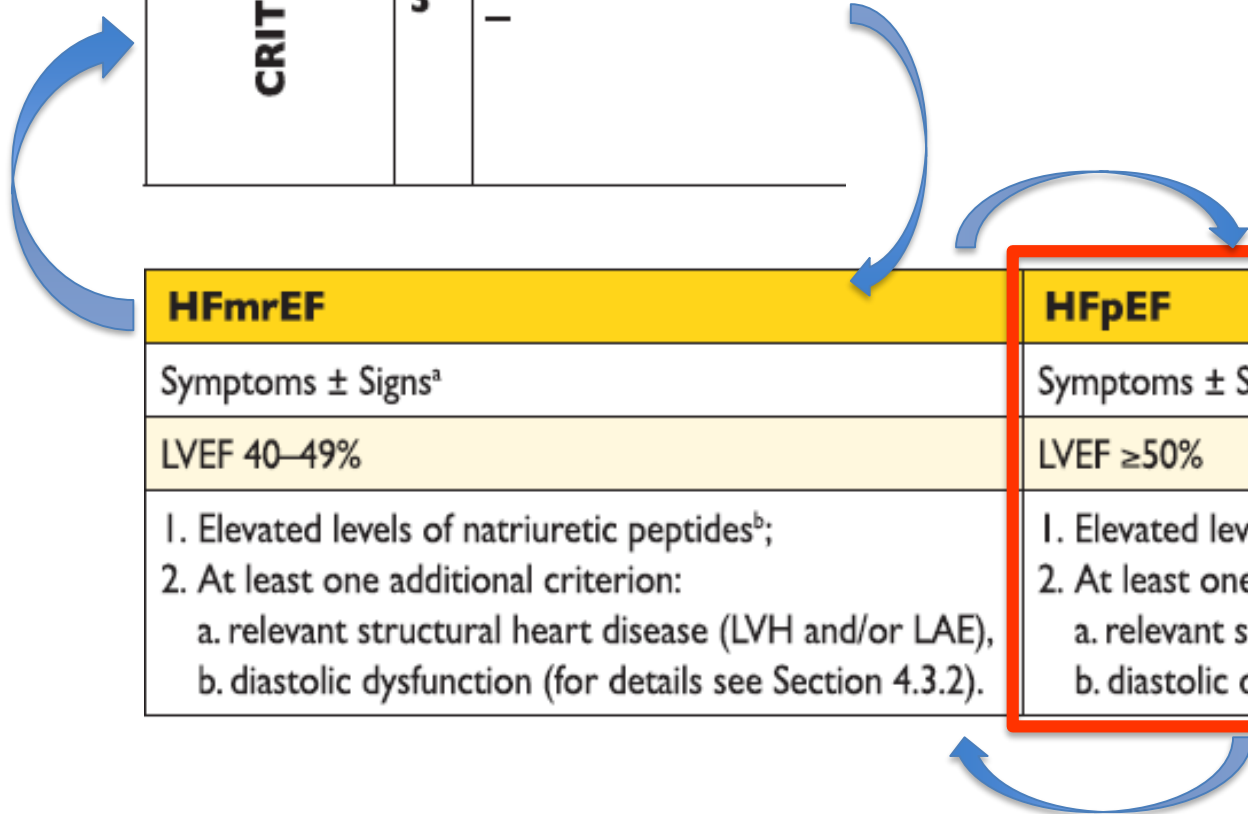 CRIT
3
–
HFmrEF
HFpEF
Symptoms ± Signsᵃ
Symptoms ± S
LVEF 40–49%
LVEF ≥50%
1. Elevated levels of natriuretic peptidesᵇ;
2. At least one additional criterion:
a. relevant structural heart disease (LVH and/or LAE),
b. diastolic dysfunction (for details see Section 4.3.2).
1. Elevated lev
2. At least one
a. relevant s
b. diastolic